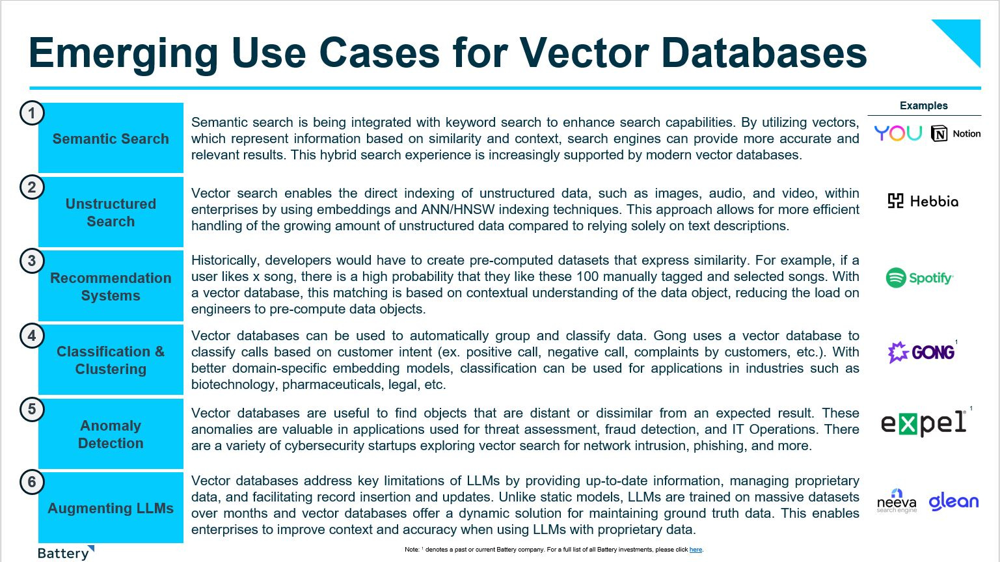 Emerging Use Cases for Vector Databases
Examples
1
Semantic Search
Semantic search is being integrated with keyword search to enhance search capabilities. By utilizing vectors,
which represent information based on similarity and context, search engines can provide more accurate and
relevant results. This hybrid search experience is increasingly supported by modern vector databases.
YOU
Notion
2
Unstructured
Search
Vector search enables the direct indexing of unstructured data, such as images, audio, and video, within
enterprises by using embeddings and ANN/HNSW indexing techniques. This approach allows for more efficient
handling of the growing amount of unstructured data compared to relying solely on text descriptions.
Hebbia
3
Recommendation
Systems
Historically, developers would have to create pre-computed datasets that express similarity. For example, if a
user likes x song, there is a high probability that they like these 100 manually tagged and selected songs. With
a vector database, this matching is based on contextual understanding of the data object, reducing the load on
engineers to pre-compute data objects.
Spotify
4
Classification &
Clustering
Vector databases can be used to automatically group and classify data. Gong uses a vector database to
classify calls based on customer intent (ex. positive call, negative call, complaints by customers, etc.). With
better domain-specific embedding models, classification can be used for applications in industries such as
biotechnology, pharmaceuticals, legal, etc.
GONG 1
5
Anomaly
Detection
Vector databases are useful to find objects that are distant or dissimilar from an expected result. These
anomalies are valuable in applications used for threat assessment, fraud detection, and IT Operations. There
are a variety of cybersecurity startups exploring vector search for network intrusion, phishing, and more.
expel 1
6
Augmenting LLMs
Vector databases address key limitations of LLMs by providing up-to-date information, managing proprietary
data, and facilitating record insertion and updates. Unlike static models, LLMs are trained on massive datasets
over months and vector databases offer a dynamic solution for maintaining ground truth data. This enables
enterprises to improve context and accuracy when using LLMs with proprietary data.
neeva
search engine
glean
Battery
Note: 1 denotes a past or current Battery company. For a full list of all Battery investments, please click here.